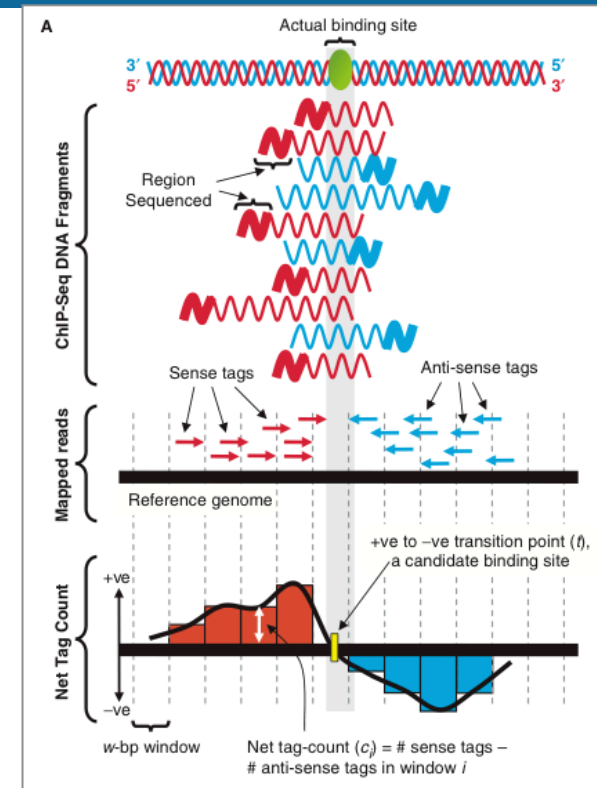 A
Actual binding site
3′ 5′
5′ 3′
ChIP-Seq DNA Fragments
Region
Sequenced
Sense tags
Anti-sense tags
Mapped reads
Reference genome
+ve to –ve transition point (t),
a candidate binding site
Net Tag Count
+ve
–ve
w-bp window
Net tag-count (cᵢ) = # sense tags –
# anti-sense tags in window i